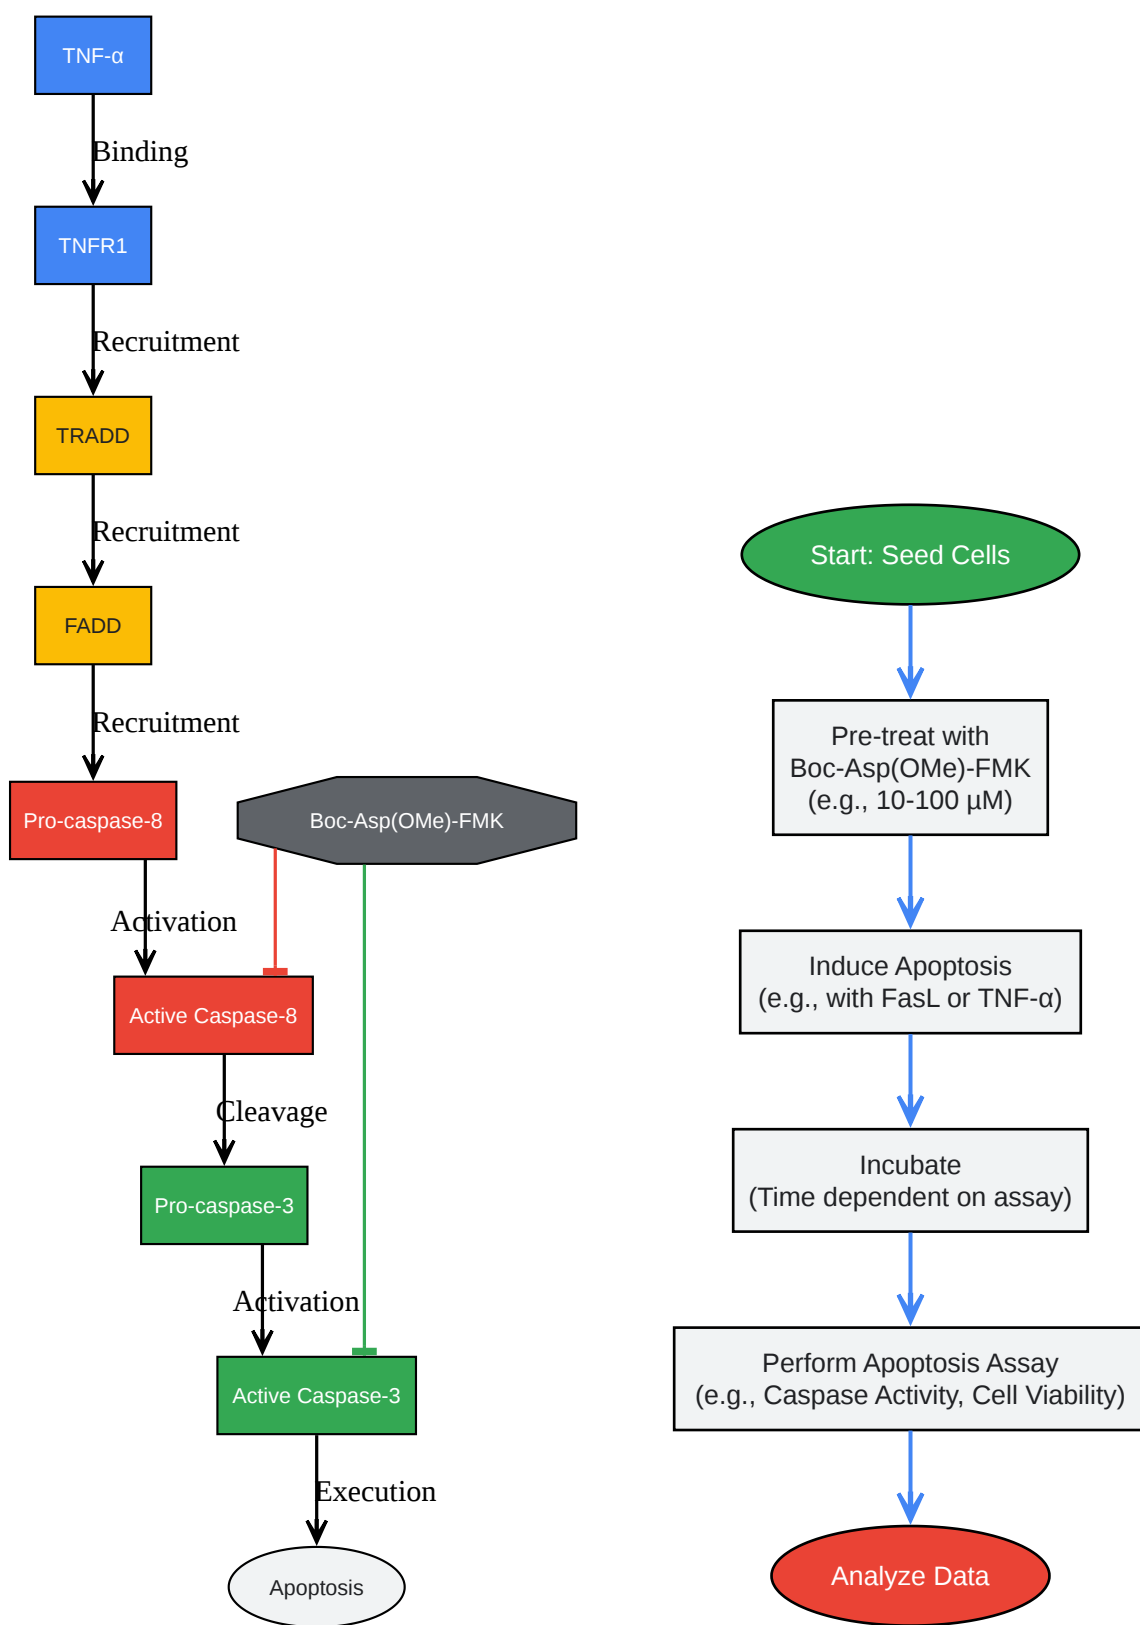 TNF-α
Binding
TNFR1
Recruitment
TRADD
Recruitment
FADD
Recruitment
Pro-caspase-8
Boc-Asp(OMe)-FMK
Activation
Active Caspase-8
Cleavage
Pro-caspase-3
Activation
Active Caspase-3
Execution
Apoptosis
Start: Seed Cells
Pre-treat with
Boc-Asp(OMe)-FMK
(e.g., 10-100 µM)
Induce Apoptosis
(e.g., with FasL or TNF-α)
Incubate
(Time dependent on assay)
Perform Apoptosis Assay
(e.g., Caspase Activity, Cell Viability)
Analyze Data